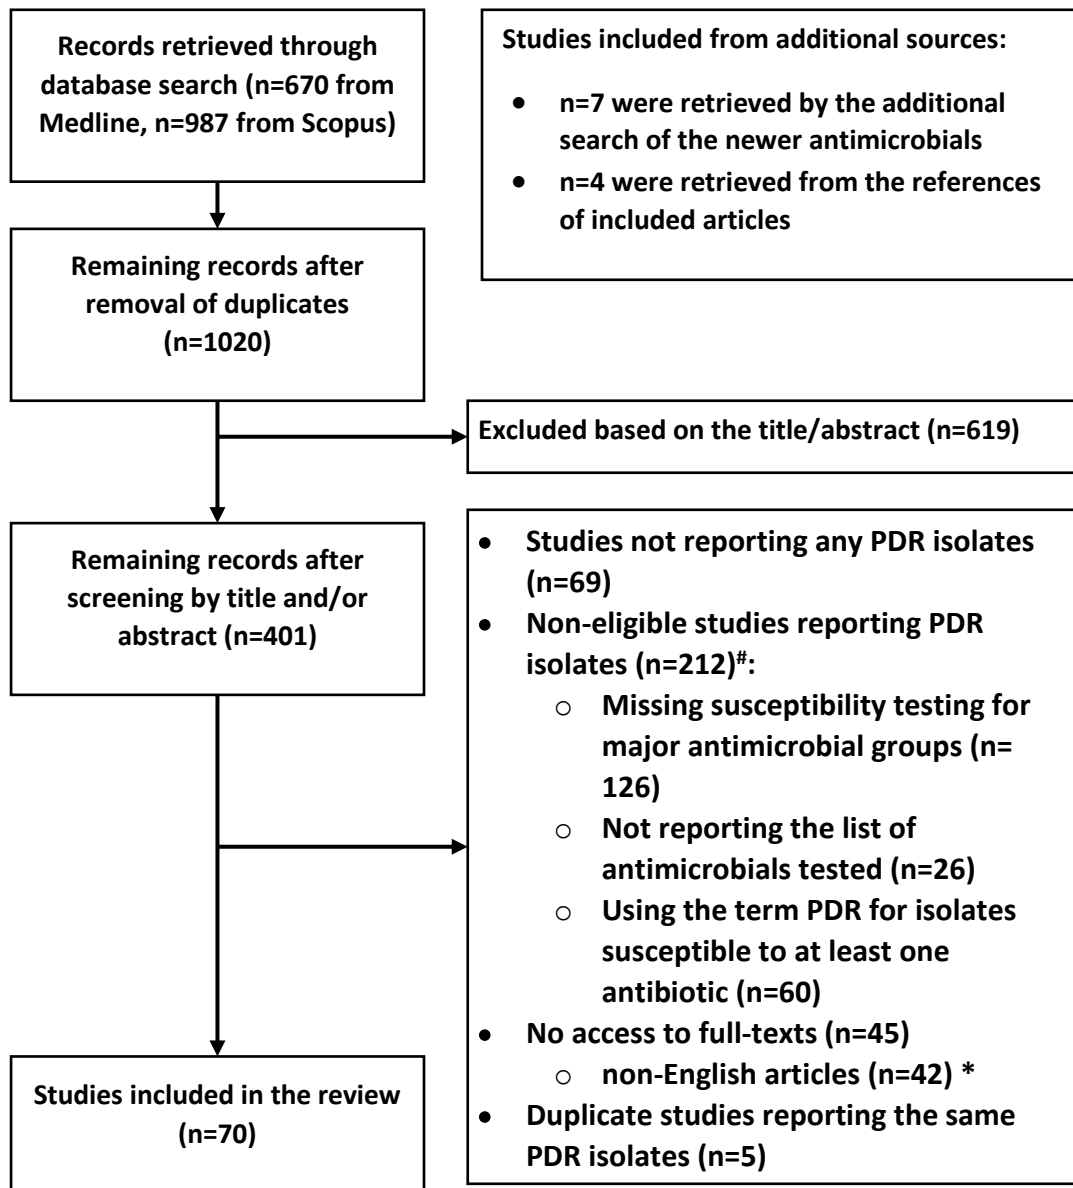 Records retrieved through
database search (n=670 from
Medline, n=987 from Scopus)
Studies included from additional sources:
• n=7 were retrieved by the additional
search of the newer antimicrobials
• n=4 were retrieved from the references
of included articles
Remaining records after
removal of duplicates
(n=1020)
Excluded based on the title/abstract (n=619)
Remaining records after
screening by title and/or
abstract (n=401)
• Studies not reporting any PDR isolates
(n=69)
• Non-eligible studies reporting PDR
isolates (n=212)#:
o Missing susceptibility testing for
major antimicrobial groups (n=
126)
o Not reporting the list of
antimicrobials tested (n=26)
o Using the term PDR for isolates
susceptible to at least one
antibiotic (n=60)
• No access to full-texts (n=45)
o non-English articles (n=42) *
• Duplicate studies reporting the same
PDR isolates (n=5)
Studies included in the review
(n=70)